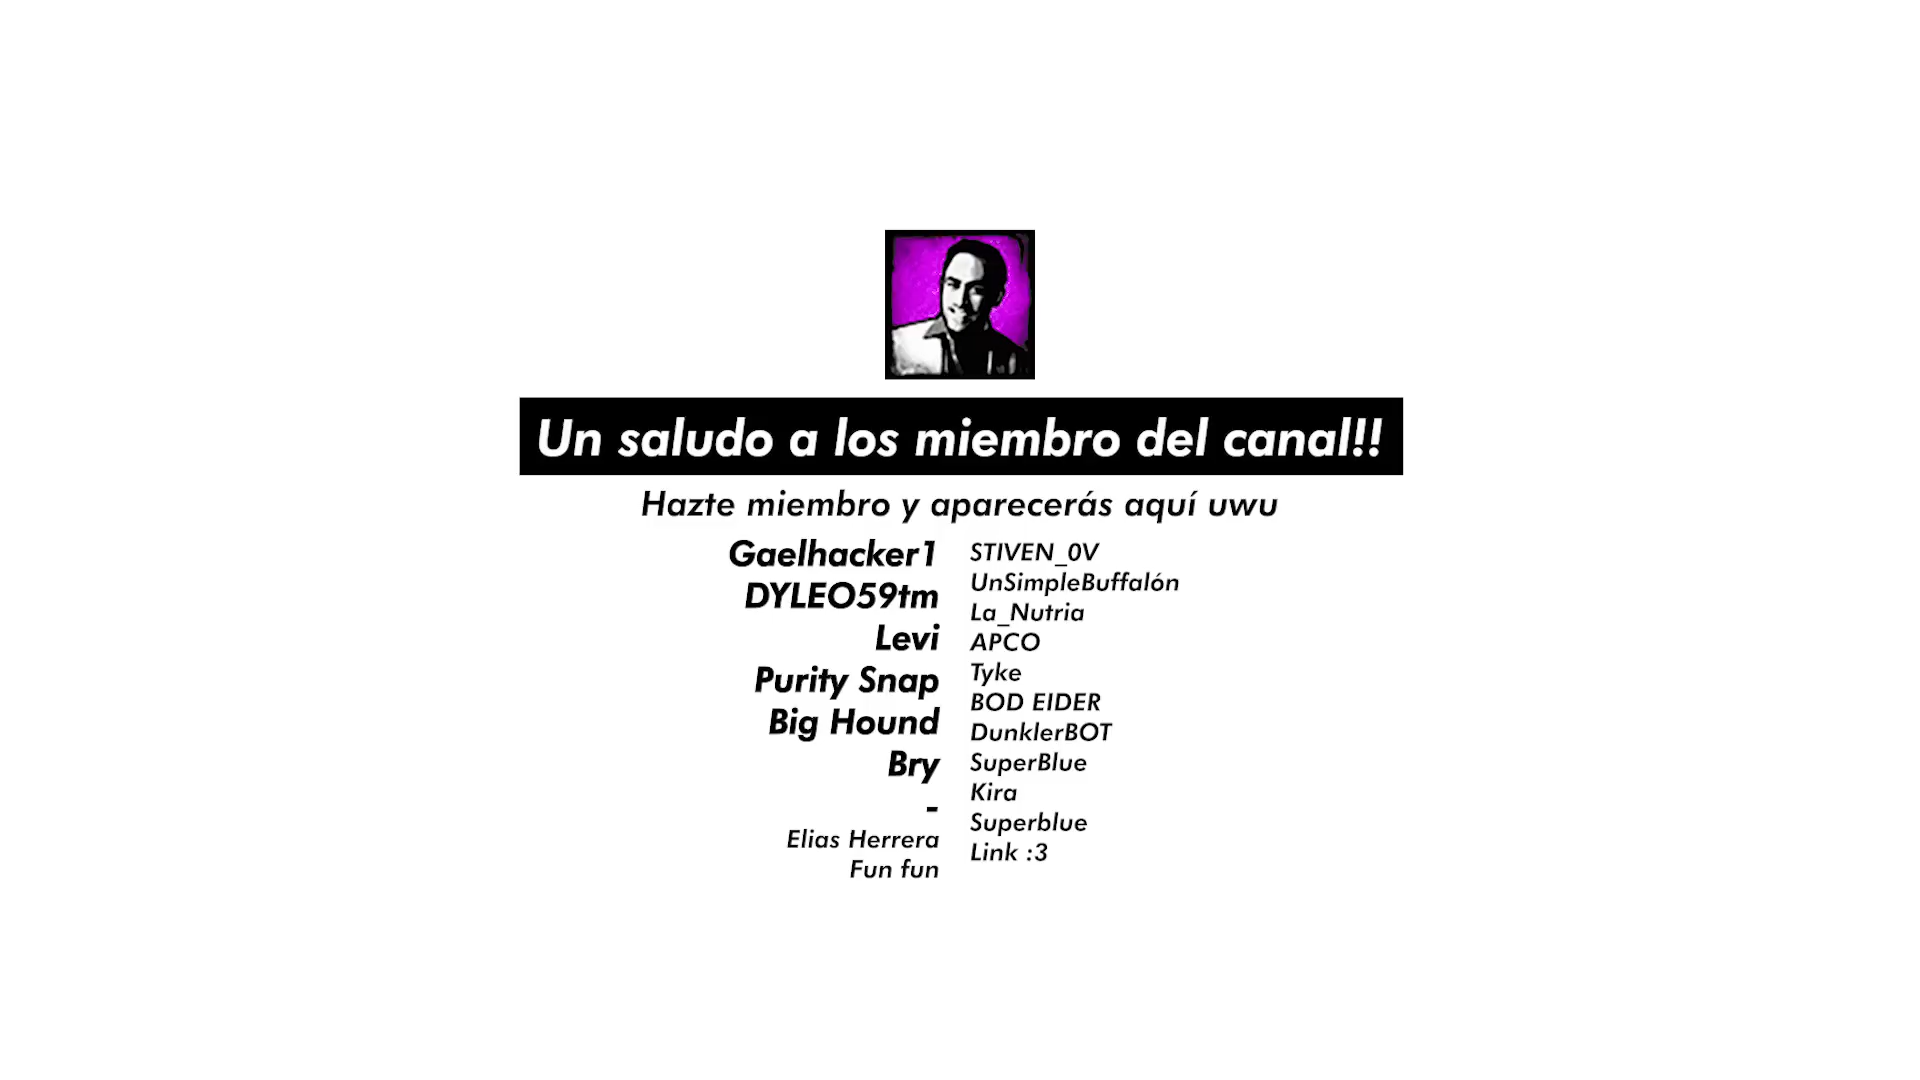 Un saludo a los miembro del canal!!
Hazte miembro y aparecerás aquí uwu
Gaelhacker1
DYLEO59tm
Levi
Purity Snap
Big Hound
Bry
-
Elias Herrera
Fun fun
STIVEN_0V
UnSimpleBuffalón
La_Nutria
APCO
Tyke
BOD EIDER
DunklerBOT
SuperBlue
Kira
Superblue
Link :3